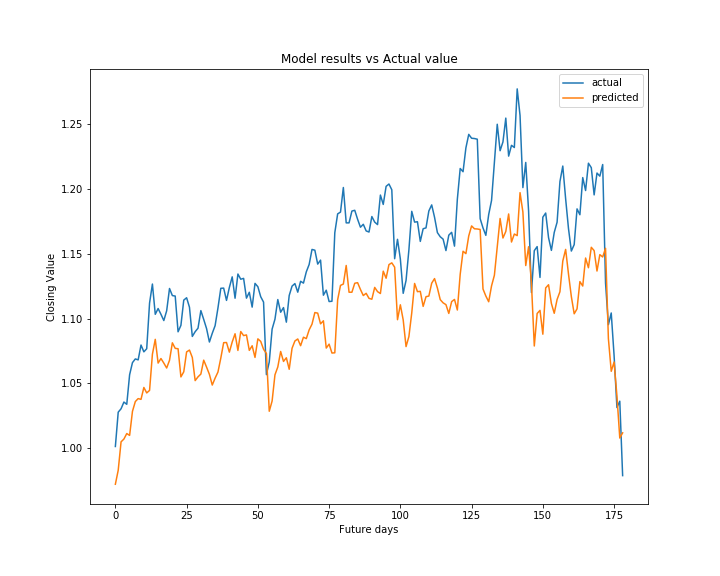 Model results vs Actual value
actual
predicted
1.25
1.20
1.15
1.10
1.05
1.00
Closing Value
0 25 50 75 100 125 150 175
Future days